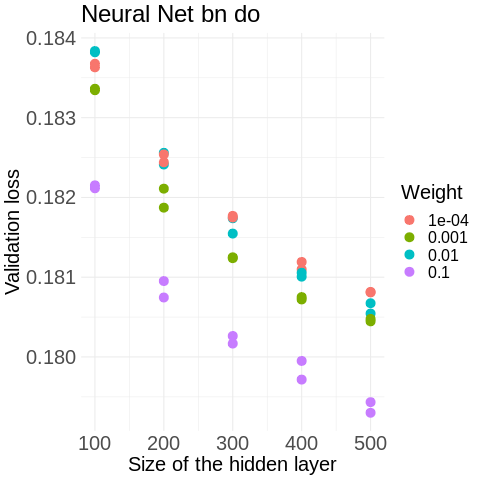 Neural Net bn do
Validation loss
0.184
0.183
0.182
0.181
0.180
100 200 300 400 500
Size of the hidden layer
Weight
1e-04
0.001
0.01
0.1